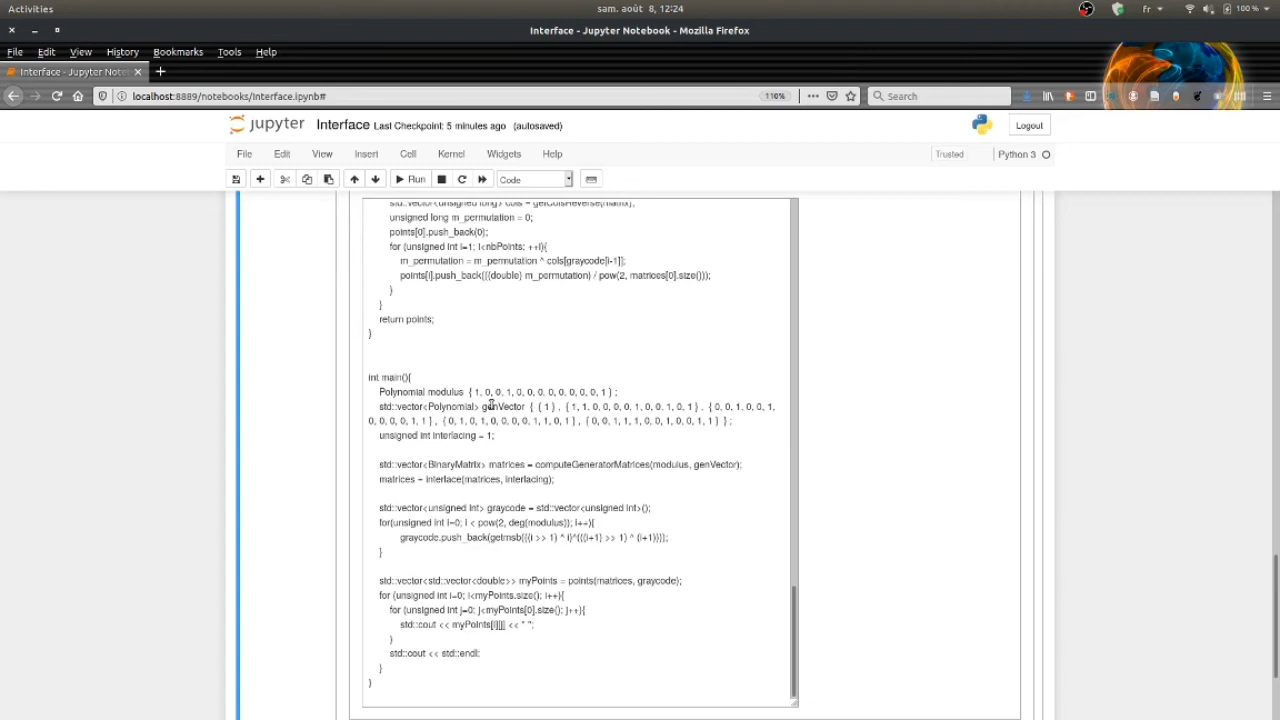 Activities
sam. août 8, 12:24
fr
100 %
Interface - Jupyter Notebook - Mozilla Firefox
File Edit View History Bookmarks Tools Help
Interface - Jupyter Note
localhost:8889/notebooks/Interface.ipynb#
110%
Search
jupyter Interface Last Checkpoint: 5 minutes ago (autosaved)
Logout
File Edit View Insert Cell Kernel Widgets Help
Trusted
Python 3
Run
Code
std::vector<unsigned long> cols = getColsReverse(matrix);
unsigned long m_permutation = 0;
points[0].push_back(0);
for (unsigned int i=1; i<nbPoints; ++i){
m_permutation = m_permutation ^ cols[graycode[i-1]];
points[i].push_back(((double) m_permutation) / pow(2, matrices[0].size()));
}
}
return points;
}
int main(){
Polynomial modulus { 1, 0, 0, 1, 0, 0, 0, 0, 0, 0, 0, 0, 1 } ;
std::vector<Polynomial> genVector { { 1 } , { 1, 1, 0, 0, 0, 0, 1, 0, 0, 1, 0, 1 } , { 0, 0, 1, 0, 0, 1,
0, 0, 0, 0, 1, 1 } , { 0, 1, 0, 1, 0, 0, 0, 0, 1, 1, 0, 1 } , { 0, 0, 1, 1, 1, 0, 0, 1, 0, 0, 1, 1 } } ;
unsigned int interlacing = 1;
std::vector<BinaryMatrix> matrices = computeGeneratorMatrices(modulus, genVector);
matrices = interlace(matrices, interlacing);
std::vector<unsigned int> graycode = std::vector<unsigned int>();
for(unsigned int i=0; i < pow(2, deg(modulus)); i++){
graycode.push_back(getmsb(((i >> 1) ^ i)^(((i+1) >> 1) ^ (i+1))));
}
std::vector<std::vector<double>> myPoints = points(matrices, graycode);
for (unsigned int i=0; i<myPoints.size(); i++){
for (unsigned int j=0; j<myPoints[0].size(); j++){
std::cout << myPoints[i][j] << " ";
}
std::cout << std::endl;
}
}